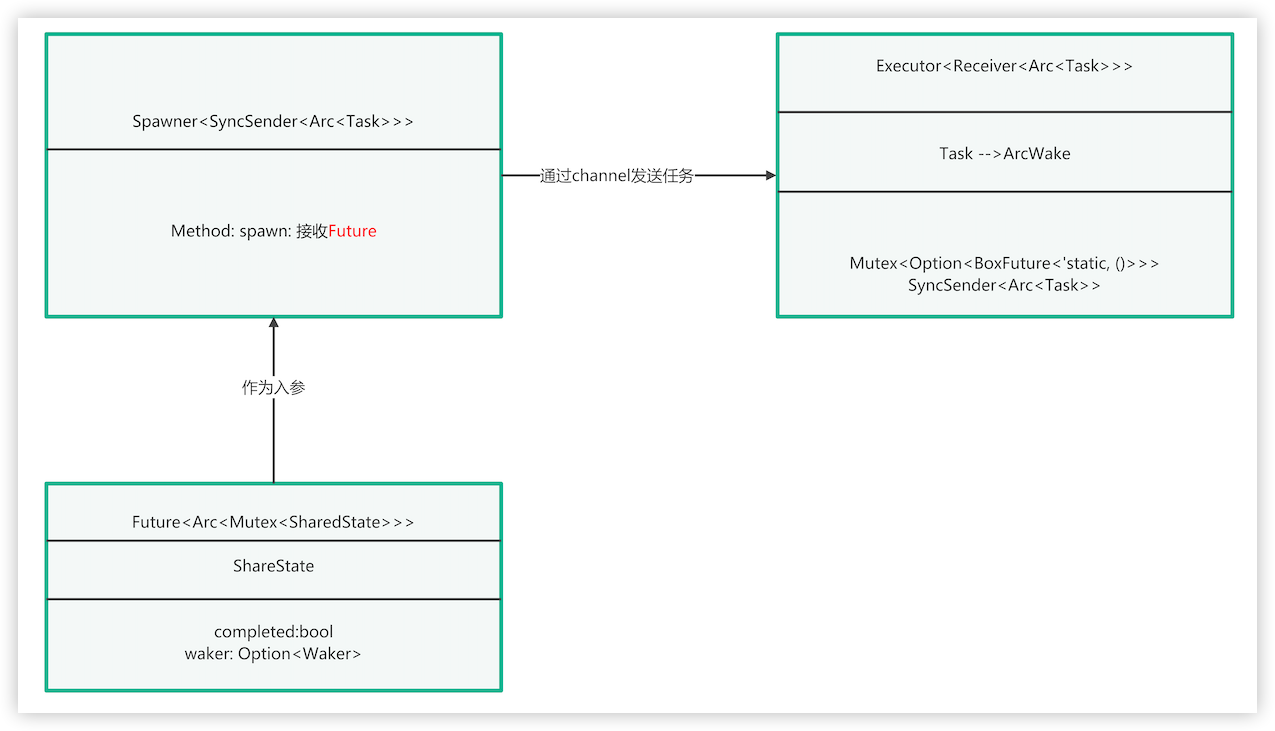 Spawner<SyncSender<Arc<Task>>>
Method: spawn: 接收Future
通过channel发送任务
Executor<Receiver<Arc<Task>>>
Task -->ArcWake
Mutex<Option<BoxFuture<'static, ()>>>
SyncSender<Arc<Task>>
作为入参
Future<Arc<Mutex<SharedState>>>
ShareState
completed:bool
waker: Option<Waker>